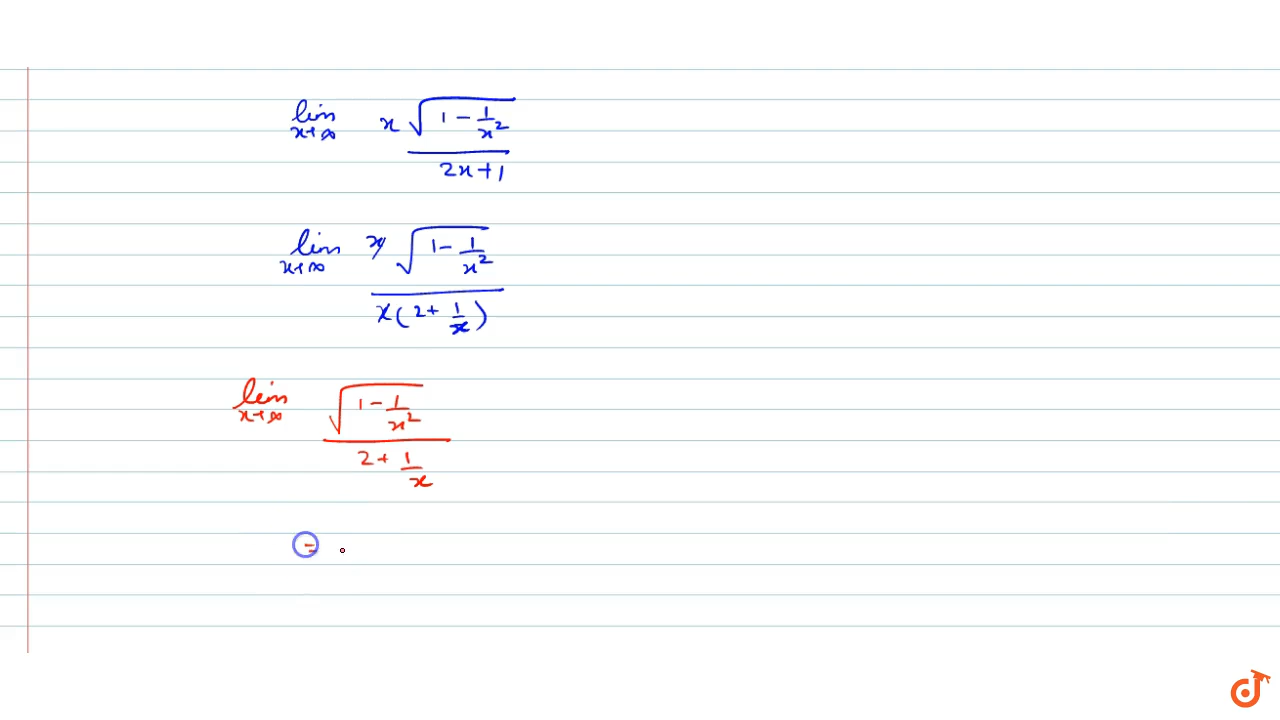 lim x→∞ x √(1 - 1/x²) / 2x+1
lim x→∞ x √(1 - 1/x²) / x(2 + 1/x)
lim x→∞ √(1 - 1/x²) / 2 + 1/x
=